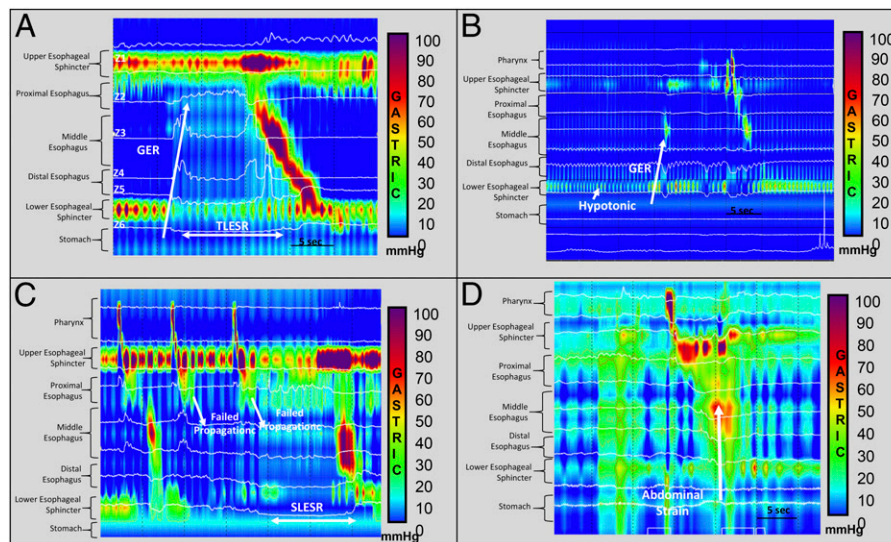 A
Upper Esophageal
Sphincter
Proximal Esophagus
Middle
Esophagus
Distal Esophagus
Lower Esophageal
Sphincter
Stomach
Z2
Z3
Z4
Z5
Z6
GER
TLESR
5 sec
100
90
80
70
60
50
40
30
20
10
0
mmHg
GASTRIC
B
Pharynx
Upper Esophageal
Sphincter
Proximal
Esophagus
Middle
Esophagus
Distal
Esophagus
Lower Esophageal
Sphincter
Stomach
GER
Hypotonic
5 sec
100
90
80
70
60
50
40
30
20
10
0
mmHg
GASTRIC
C
Pharynx
Upper Esophageal
Sphincter
Proximal
Esophagus
Middle
Esophagus
Distal
Esophagus
Lower Esophageal
Sphincter
Stomach
Failed
Propagation
Failed
Propagation
SLESR
100
90
80
70
60
50
40
30
20
10
0
mmHg
GASTRIC
D
Pharynx
Upper Esophageal
Sphincter
Proximal
Esophagus
Middle
Esophagus
Distal
Esophagus
Lower Esophageal
Sphincter
Stomach
Abdominal
Strain
5 sec
100
90
80
70
60
50
40
30
20
10
0
mmHg
GASTRIC